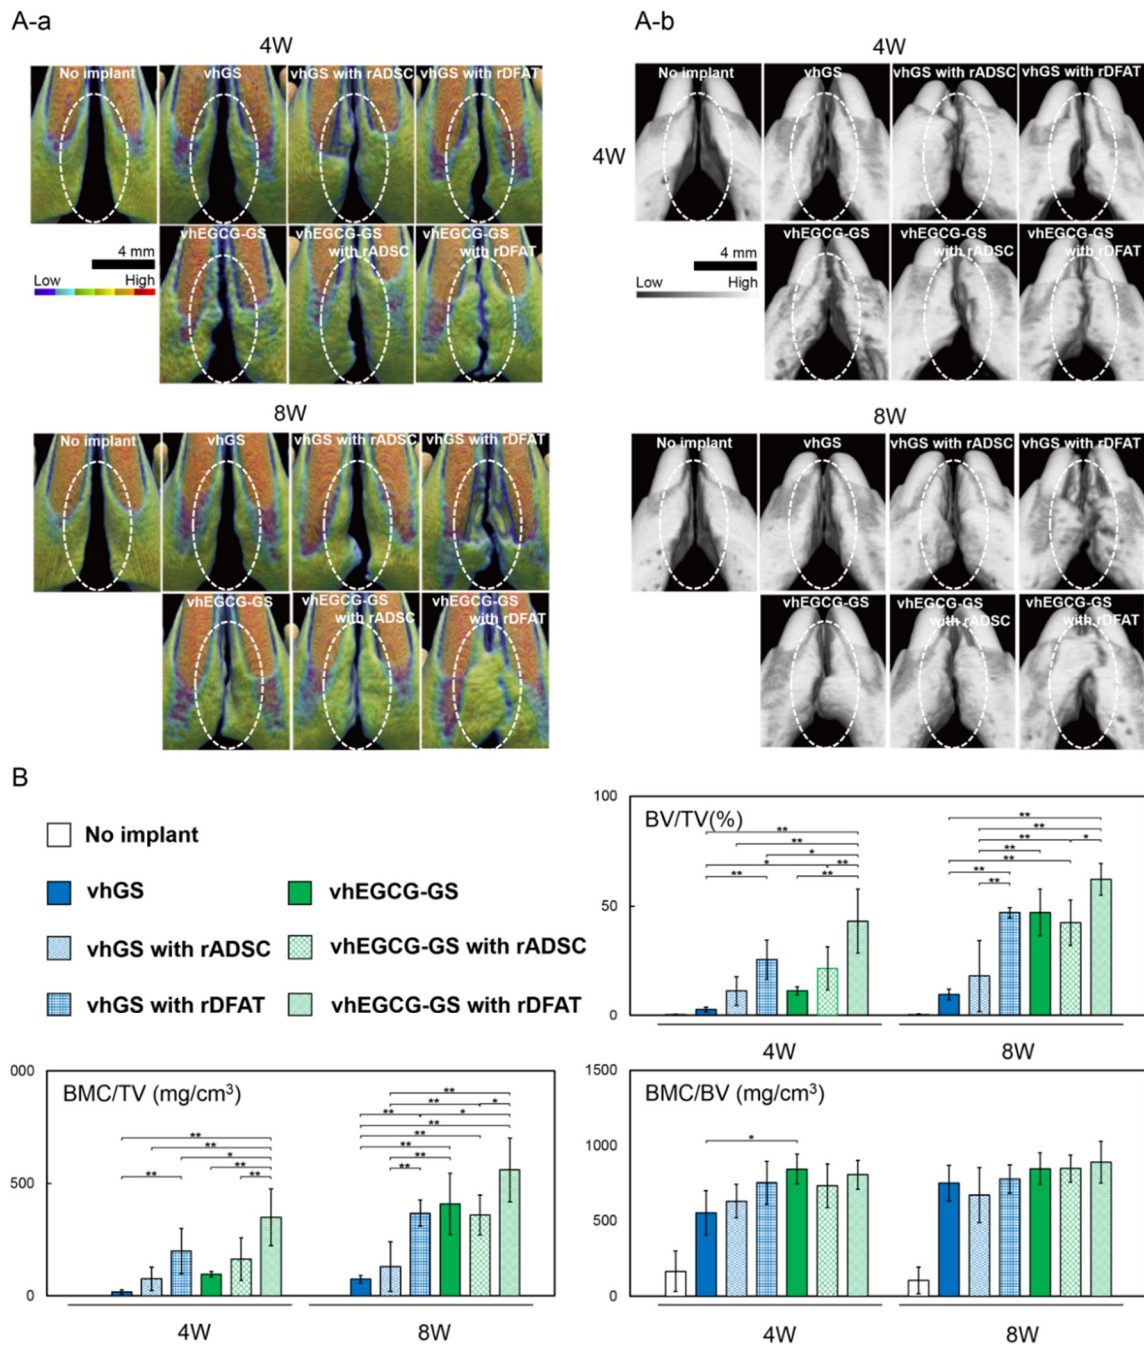 A-a
4W
No implant
vhGS
vhGS with rADSC
vhGS with rDFAT
4 mm
Low High
vhEGCG-GS
vhEGCG-GS
with rADSC
vhEGCG-GS
with rDFAT
8W
No implant
vhGS
vhGS with rADSC
vhGS with rDFAT
vhEGCG-GS
vhEGCG-GS
with rADSC
vhEGCG-GS
with rDFAT
A-b
4W
4W
No implant
vhGS
vhGS with rADSC
vhGS with rDFAT
4 mm
Low High
vhEGCG-GS
vhEGCG-GS
with rADSC
vhEGCG-GS
with rDFAT
8W
No implant
vhGS
vhGS with rADSC
vhGS with rDFAT
vhEGCG-GS
vhEGCG-GS
with rADSC
vhEGCG-GS
with rDFAT
B
No implant
vhGS
vhEGCG-GS
vhGS with rADSC
vhEGCG-GS with rADSC
vhGS with rDFAT
vhEGCG-GS with rDFAT
BV/TV(%)
100
50
0
**
**
*
* **
** **
**
**
**
* 
**
**
**
**
4W 8W
BMC/TV (mg/cm³)
000
500
0
**
**
*
**
** **
**
** *
** *
**
**
**
**
**
4W 8W
BMC/BV (mg/cm³)
1500
1000
500
0
*
4W 8W